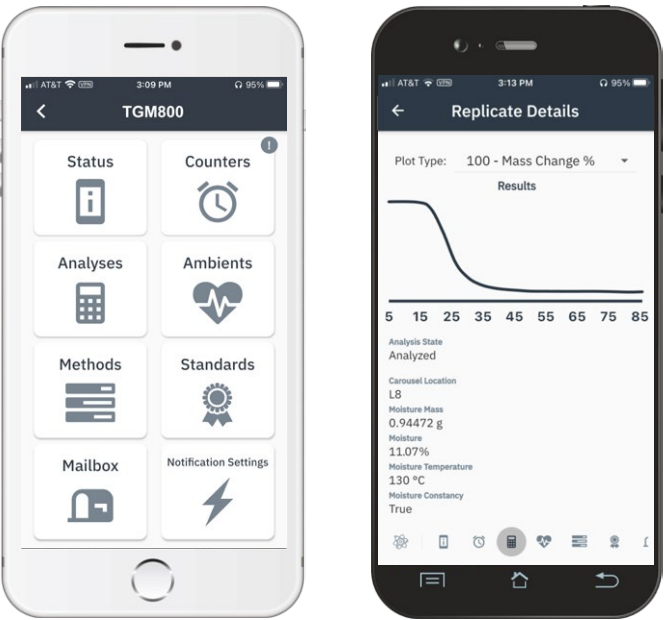 AT&T VPN 3:09 PM 95%
TGM800
Status Counters
Analyses Ambients
Methods Standards
Mailbox Notification Settings
AT&T VPN 3:13 PM 95%
Replicate Details
Plot Type: 100 - Mass Change %
Results
5 15 25 35 45 55 65 75 85
Analysis State
Analyzed
Carousel Location
L8
Moisture Mass
0.94472 g
Moisture
11.07%
Moisture Temperature
130 °C
Moisture Constancy
True